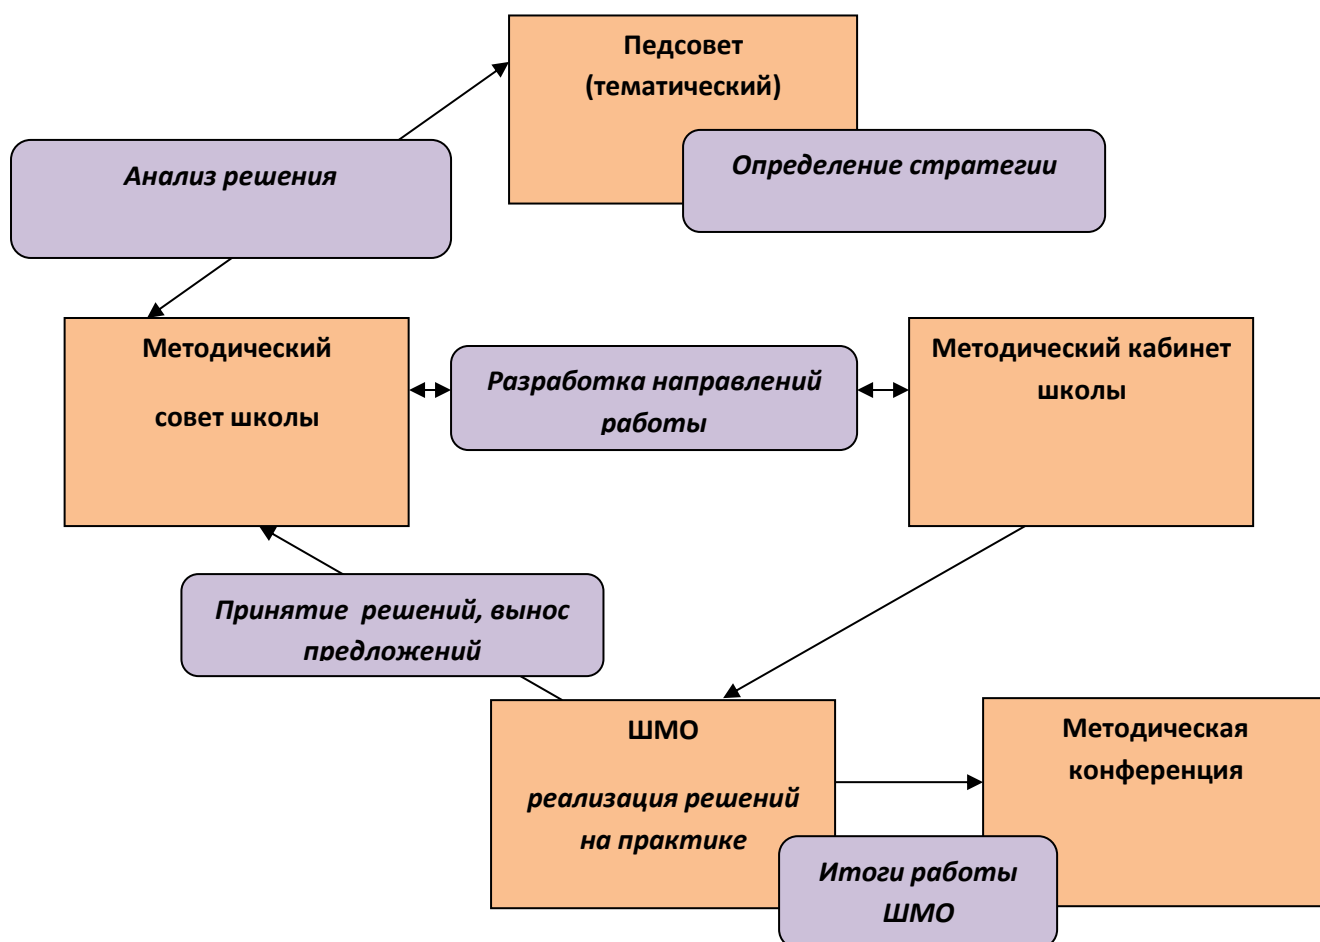 Педсовет
(тематический)
Анализ решения
Определение стратегии
Методический
совет школы
Разработка направлений
работы
Методический кабинет
школы
Принятие решений, вынос
предложений
ШМО
реализация решений
на практике
Методическая
конференция
Итоги работы
ШМО